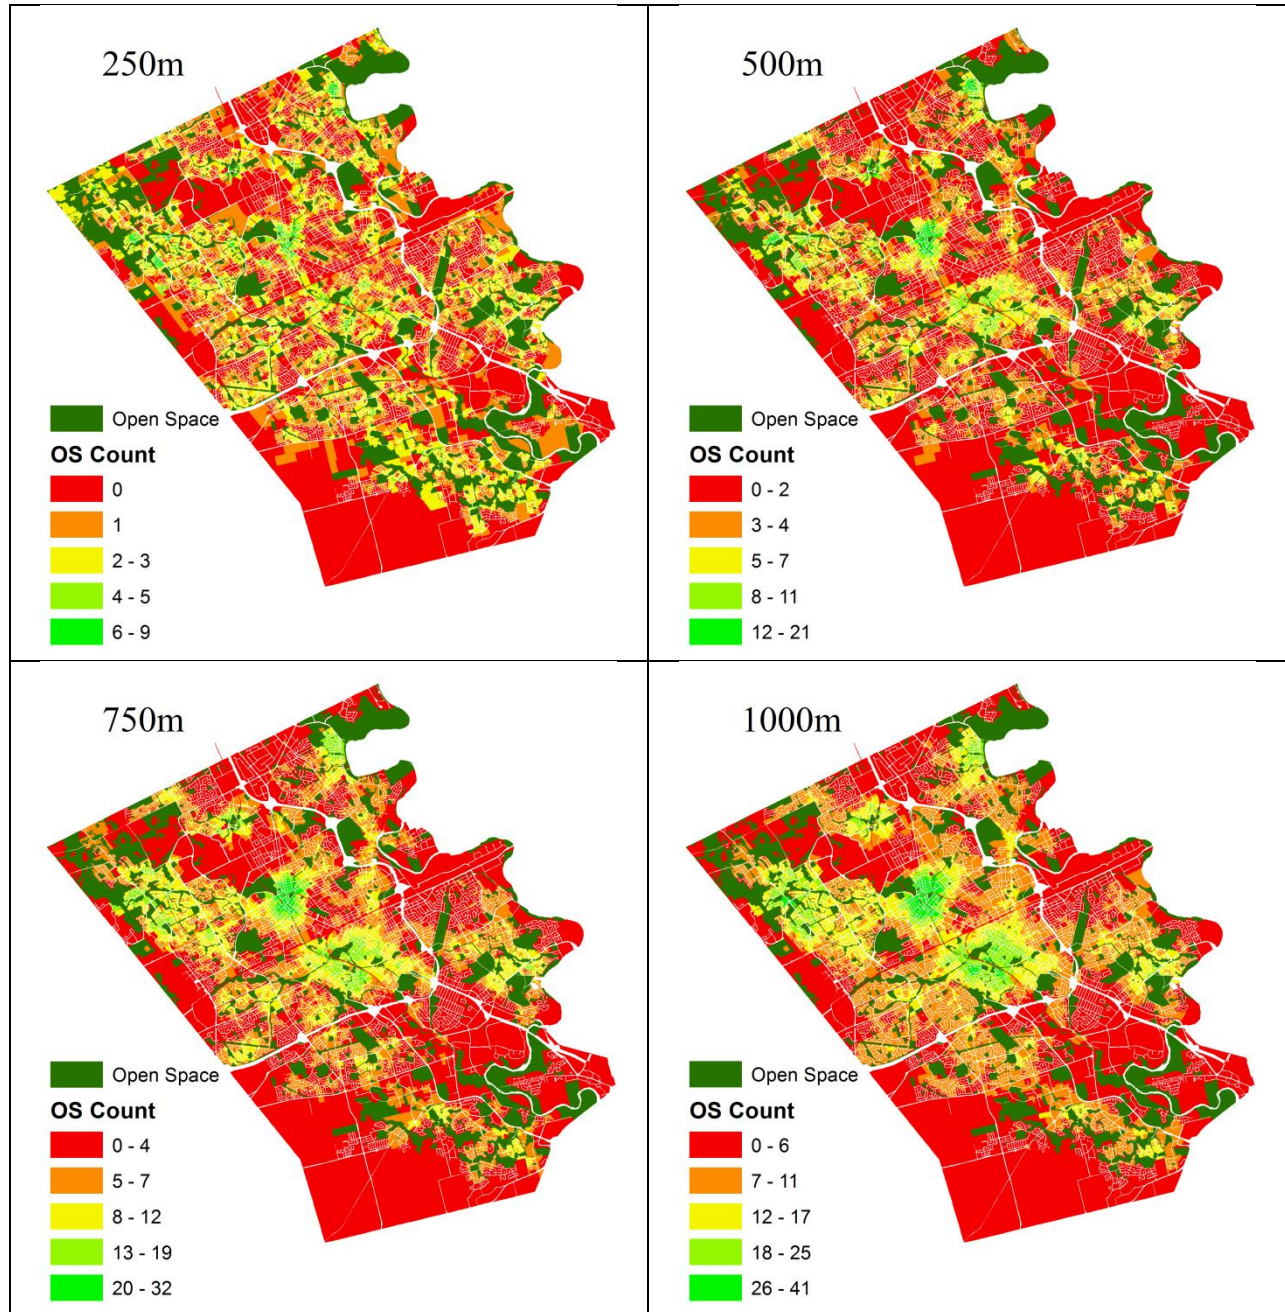 250m
Open Space
OS Count
0
1
2 - 3
4 - 5
6 - 9
500m
Open Space
OS Count
0 - 2
3 - 4
5 - 7
8 - 11
12 - 21
750m
Open Space
OS Count
0 - 4
5 - 7
8 - 12
13 - 19
20 - 32
1000m
Open Space
OS Count
0 - 6
7 - 11
12 - 17
18 - 25
26 - 41